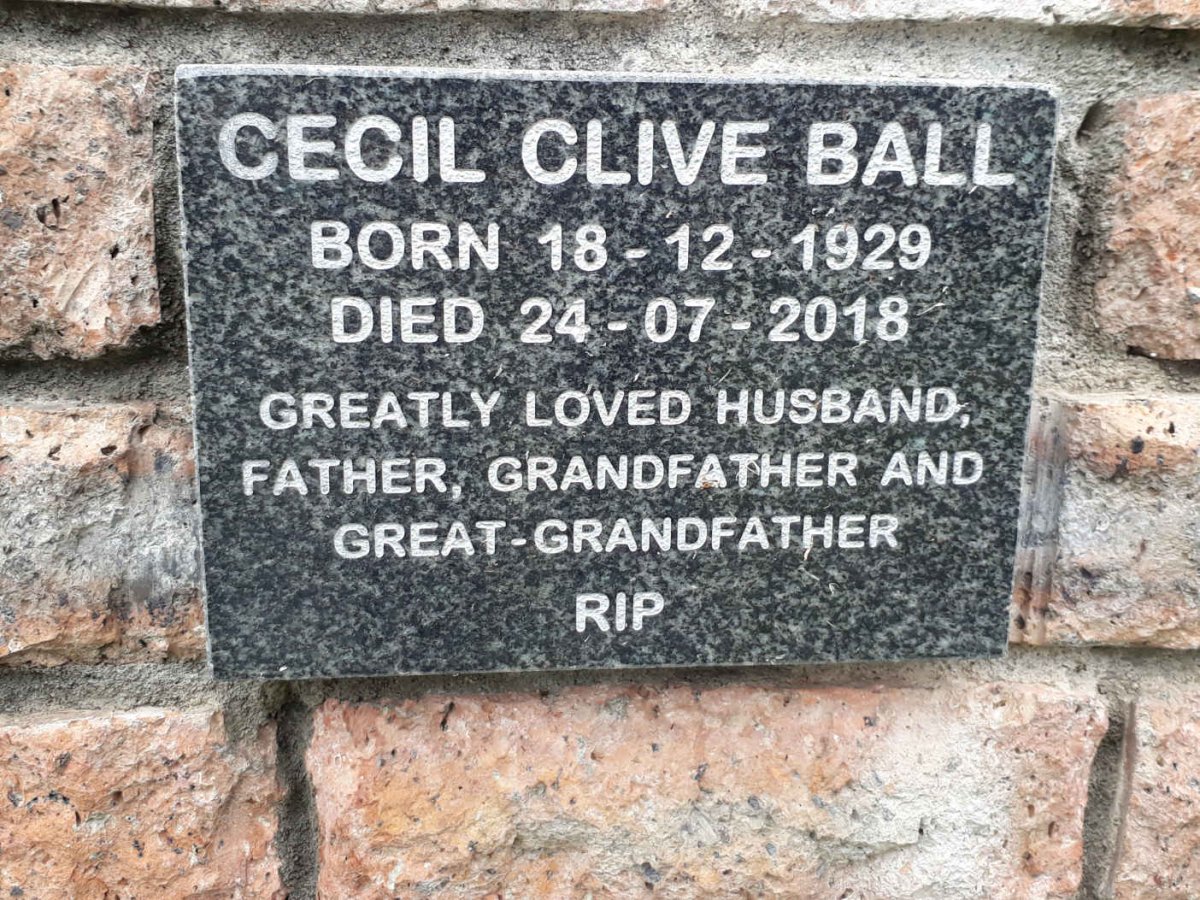 CECIL CLIVE BALL
BORN 18 - 12 - 1929
DIED 24 - 07 - 2018
GREATLY LOVED HUSBAND,
FATHER, GRANDFATHER AND
GREAT-GRANDFATHER
RIP